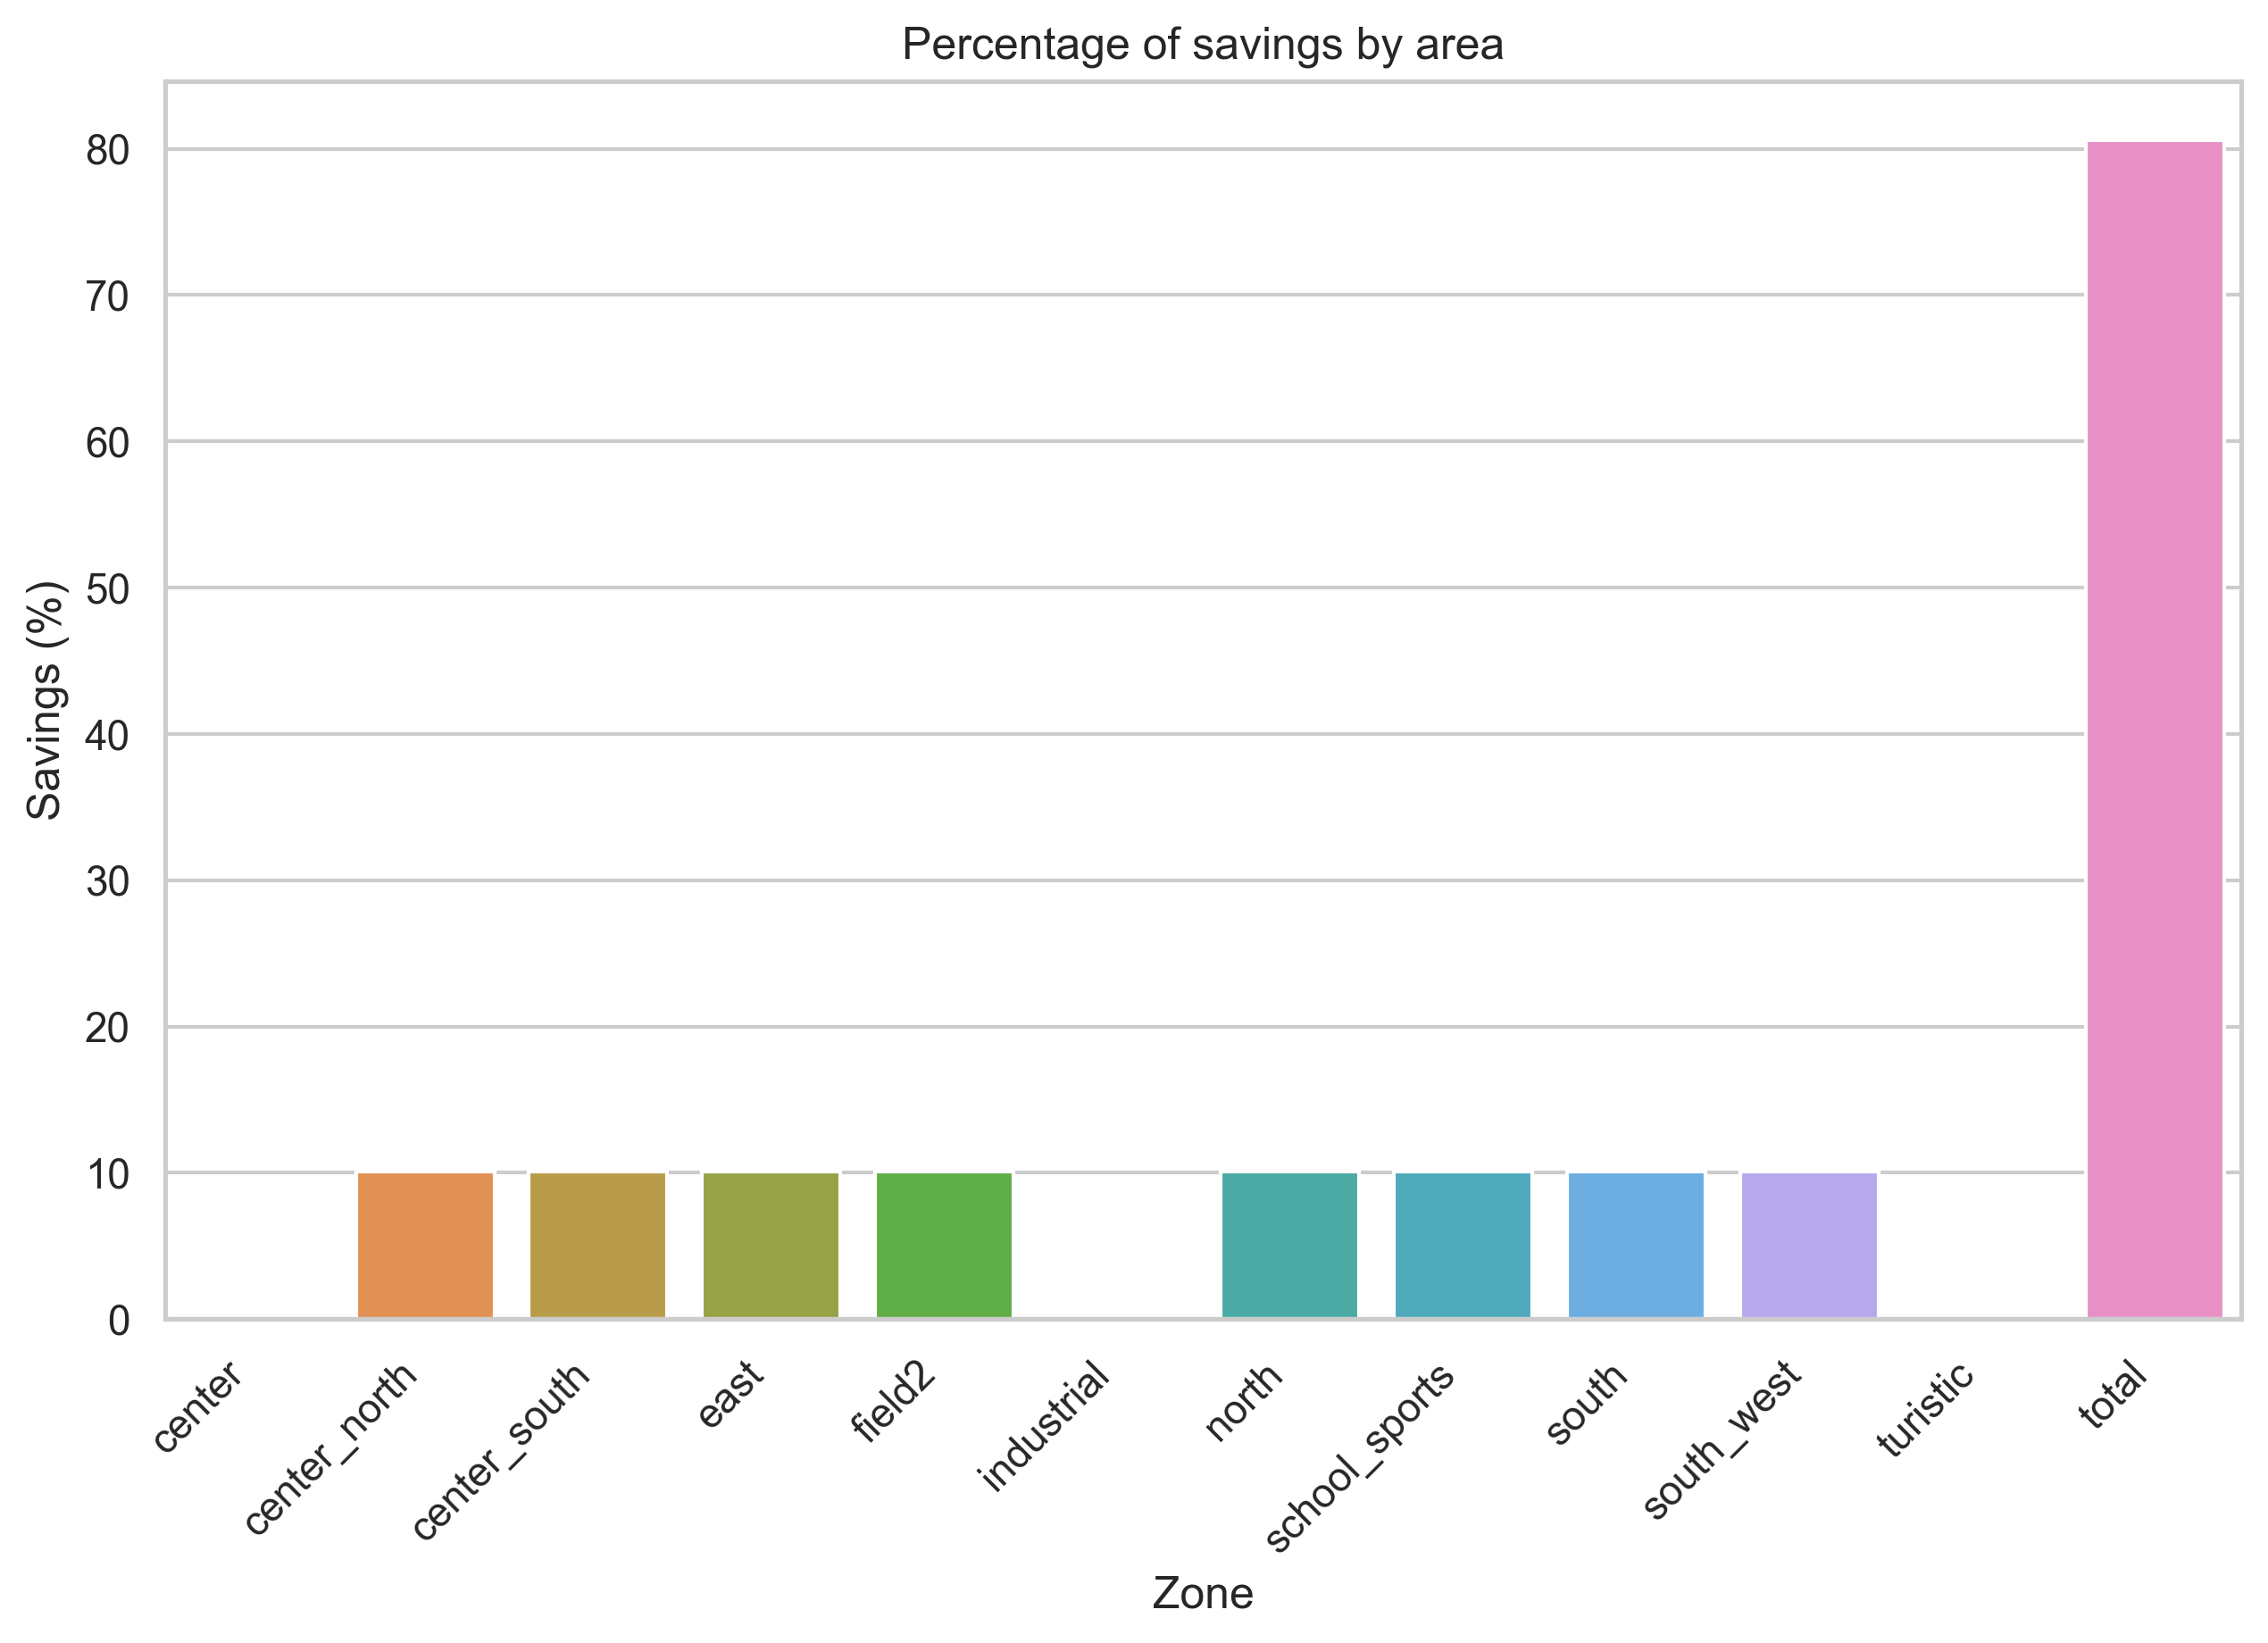 Percentage of savings by area
Savings (%)
80
70
60
50
40
30
20
10
0
center
center_north
center_south
east
field2
industrial
north
school_sports
south
south_west
turistic
total
Zone